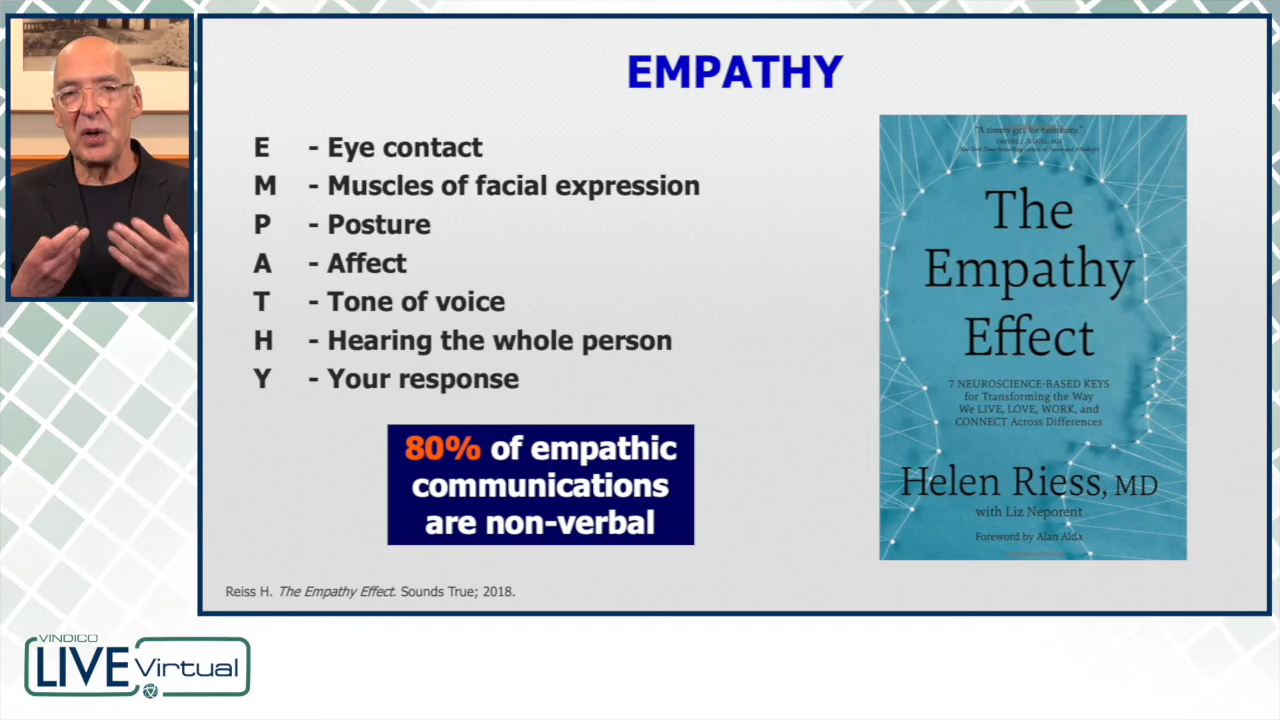 EMPATHY
E - Eye contact
M - Muscles of facial expression
P - Posture
A - Affect
T - Tone of voice
H - Hearing the whole person
Y - Your response
80% of empathic
communications
are non-verbal
Reiss H. The Empathy Effect. Sounds True; 2018.
"A timely gift for humanity."
The
Empathy
Effect
7 NEUROSCIENCE-BASED KEYS
for Transforming the Way
We LIVE, LOVE, WORK, and
CONNECT Across Differences
Helen Riess, MD
with Liz Neporent
Foreword by Alan Alda
VINDICO
LIVE Virtual